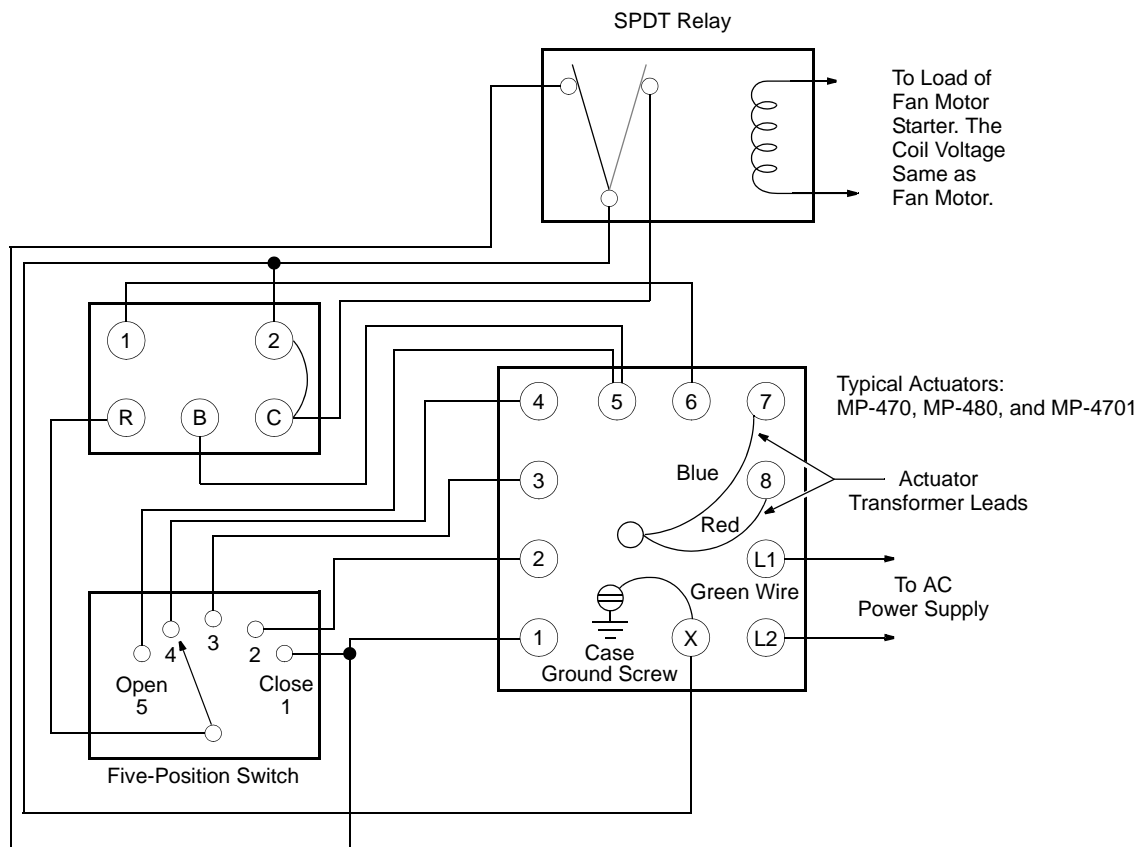 SPDT Relay
To Load of
Fan Motor
Starter. The
Coil Voltage
Same as
Fan Motor.
1
2
R
B
C
4
5
6
7
Typical Actuators:
MP-470, MP-480, and MP-4701
3
Blue
8
Actuator
Transformer Leads
Red
2
L1
Green Wire
To AC
Power Supply
1
X
L2
Case
Ground Screw
4
3
2
Open
5
Close
1
Five-Position Switch